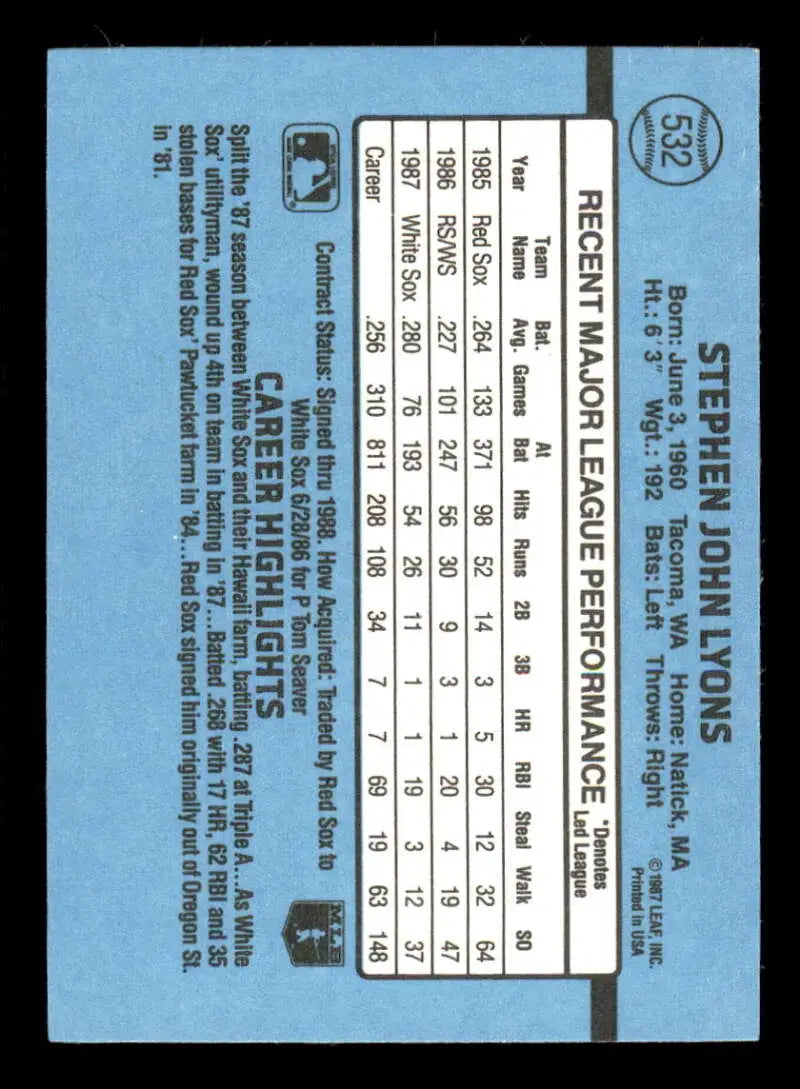 532
STEPHEN JOHN LYONS
Born: June 3, 1960 Tacoma, WA Home: Natick, MA
Ht.: 6'3" Wgt.: 192 Bats: Left Throws: Right
© 1987 LEAF, INC.
Printed in USA
RECENT MAJOR LEAGUE PERFORMANCE *Denotes
Led League
Team Bat. At
Year Name Avg. Games Bat Hits Runs 2B 3B HR RBI Steal Walk SO
1985 Red Sox .264 133 371 98 52 14 3 5 30 12 32 64
1986 RS/WS .227 101 247 56 30 9 3 1 20 4 19 47
1987 White Sox .280 76 193 54 26 11 1 1 19 3 12 37
Career .256 310 811 208 108 34 7 7 69 19 63 148
Contract Status: Signed thru 1988. How Acquired: Traded by Red Sox to
White Sox 6/28/86 for P Tom Seaver
MLB
CAREER HIGHLIGHTS
Split the '87 season between White Sox and their Hawaii farm, batting .287 at Triple A...As White
Sox' utilityman, wound up 4th on team in batting in '87...Batted .268 with 17 HR, 62 RBI and 35
stolen bases for Red Sox' Pawtucket farm in '84...Red Sox signed him originally out of Oregon St.
in '81.